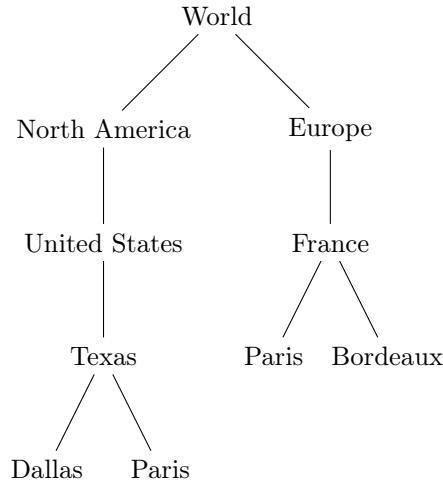 World
North America Europe
United States France
Texas Paris Bordeaux
Dallas Paris